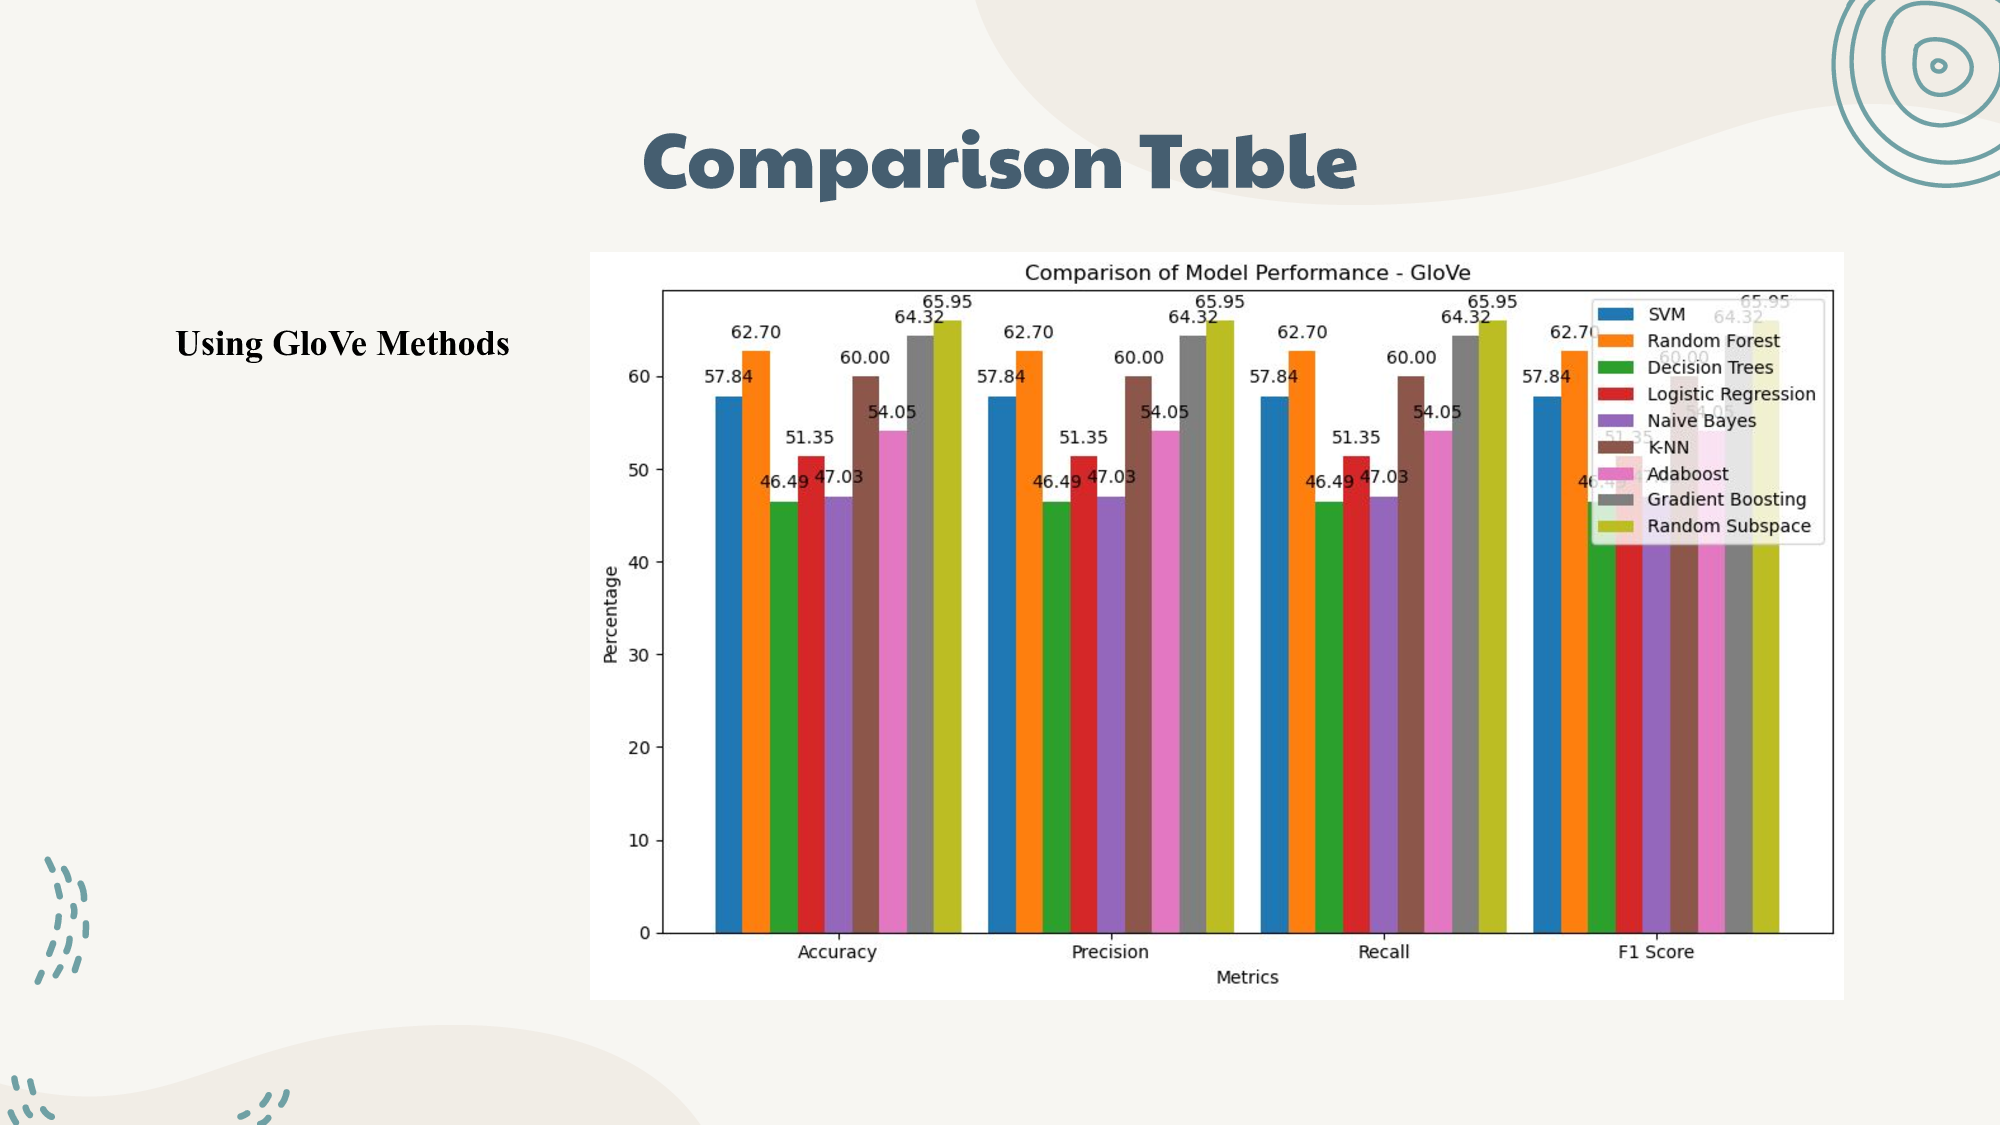 Comparison Table
Using GloVe Methods
Comparison of Model Performance - GloVe
Percentage
60
50
40
30
20
10
0
57.84
62.70
46.49
51.35
47.03
60.00
54.05
64.32
65.95
57.84
62.70
46.49
51.35
47.03
60.00
54.05
64.32
65.95
57.84
62.70
46.49
51.35
47.03
60.00
54.05
64.32
65.95
57.84
62.70
51.35
60.00
54.05
64.32
65.95
SVM
Random Forest
Decision Trees
Logistic Regression
Naive Bayes
K-NN
Adaboost
Gradient Boosting
Random Subspace
Accuracy
Precision
Recall
F1 Score
Metrics